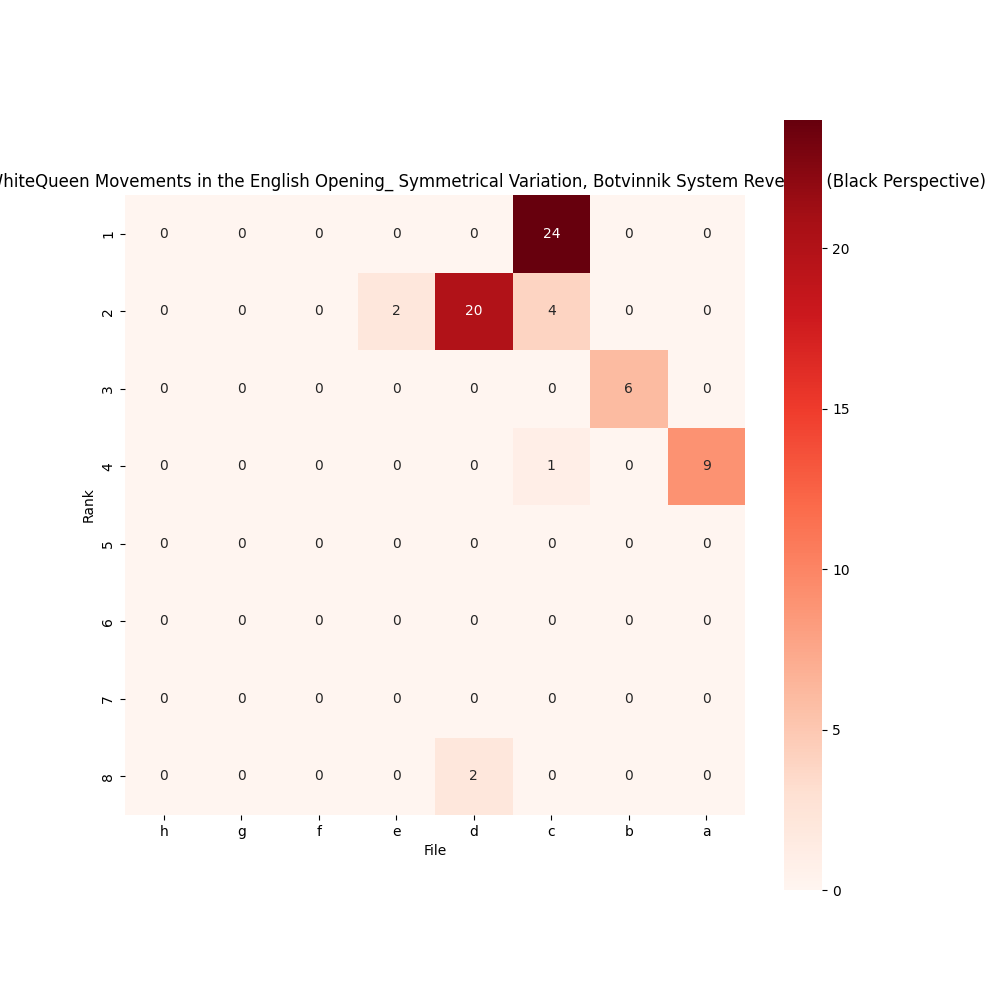 Movements in the English Opening_ Symmetrical Variation, Botvinnik System (Black Perspective)
1 0 0 0 0 0 24 0 0
2 0 0 0 2 20 4 0 0
3 0 0 0 0 0 0 6 0
4 0 0 0 0 0 1 0 9
5 0 0 0 0 0 0 0 0
6 0 0 0 0 0 0 0 0
7 0 0 0 0 0 0 0 0
8 0 0 0 0 2 0 0 0
h g f e d c b a
File
Rank
20
15
10
5
0